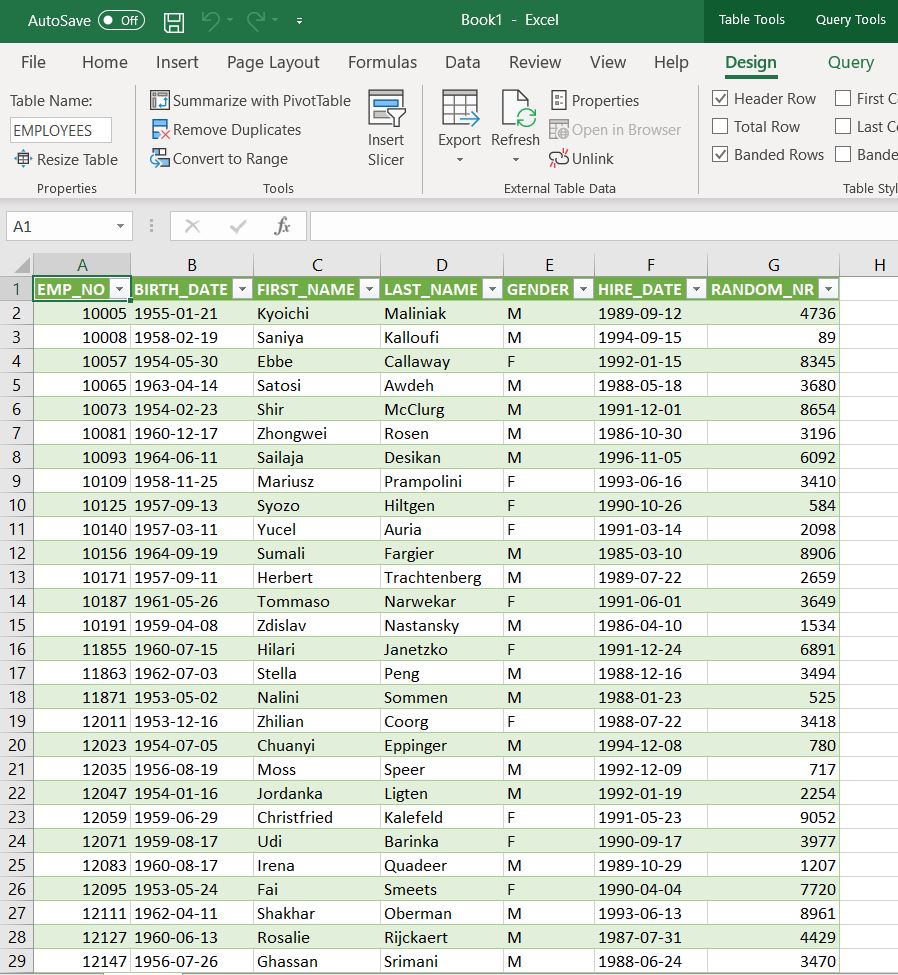 AutoSave Off Book1 - Excel Table Tools Query Tools
File Home Insert Page Layout Formulas Data Review View Help Design Query
Table Name:
EMPLOYEES
Resize Table
Properties
Summarize with PivotTable
Remove Duplicates
Convert to Range
Insert
Slicer
Tools
Export
Refresh
Properties
Open in Browser
Unlink
External Table Data
Header Row
Total Row
Banded Rows
First C
Last C
Bande
Table Styl
A1 fx
A B C D E F G H
1 EMP_NO BIRTH_DATE FIRST_NAME LAST_NAME GENDER HIRE_DATE RANDOM_NR
2 10005 1955-01-21 Kyoichi Maliniak M 1989-09-12 4736
3 10008 1958-02-19 Saniya Kalloufi M 1994-09-15 89
4 10057 1954-05-30 Ebbe Callaway F 1992-01-15 8345
5 10065 1963-04-14 Satosi Awdeh M 1988-05-18 3680
6 10073 1954-02-23 Shir McClurg M 1991-12-01 8654
7 10081 1960-12-17 Zhongwei Rosen M 1986-10-30 3196
8 10093 1964-06-11 Sailaja Desikan M 1996-11-05 6092
9 10109 1958-11-25 Mariusz Prampolini F 1993-06-16 3410
10 10125 1957-09-13 Syozo Hiltgen F 1990-10-26 584
11 10140 1957-03-11 Yucel Auria F 1991-03-14 2098
12 10156 1964-09-19 Sumali Fargier M 1985-03-10 8906
13 10171 1957-09-11 Herbert Trachtenberg M 1989-07-22 2659
14 10187 1961-05-26 Tommaso Narwekar F 1991-06-01 3649
15 10191 1959-04-08 Zdislav Nastansky M 1986-04-10 1534
16 11855 1960-07-15 Hilari Janetzko F 1991-12-24 6891
17 11863 1962-07-03 Stella Peng M 1988-12-16 3494
18 11871 1953-05-02 Nalini Sommen M 1988-01-23 525
19 12011 1953-12-16 Zhilian Coorg F 1988-07-22 3418
20 12023 1954-07-05 Chuanyi Eppinger M 1994-12-08 780
21 12035 1956-08-19 Moss Speer M 1992-12-09 717
22 12047 1954-01-16 Jordanka Ligten M 1992-01-19 2254
23 12059 1959-06-29 Christfried Kalefeld F 1991-05-23 9052
24 12071 1959-08-17 Udi Barinka F 1990-09-17 3977
25 12083 1960-08-17 Irena Quadeer M 1989-10-29 1207
26 12095 1953-05-24 Fai Smeets F 1990-04-04 7720
27 12111 1962-04-11 Shakhar Oberman M 1993-06-13 8961
28 12127 1960-06-13 Rosalie Rijckaert M 1987-07-31 4429
29 12147 1956-07-26 Ghassan Srimani M 1988-06-24 3470